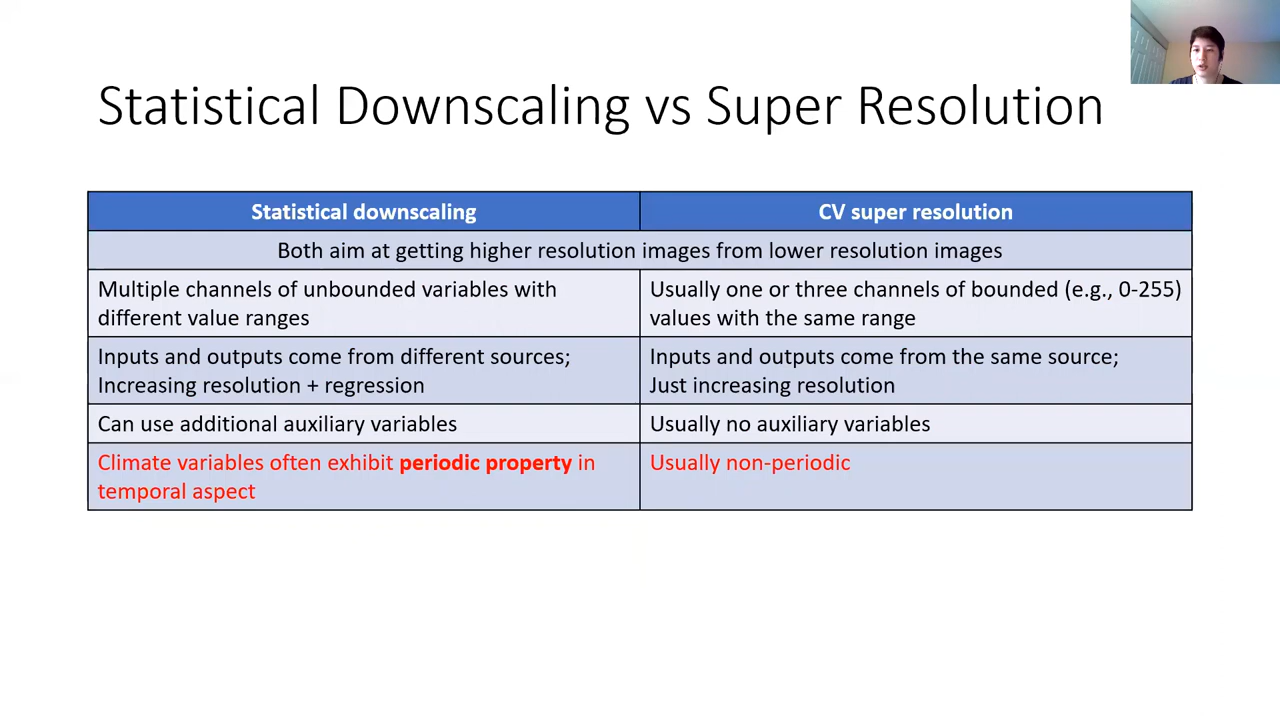 Statistical Downscaling vs Super Resolution
Statistical downscaling
CV super resolution
Both aim at getting higher resolution images from lower resolution images
Multiple channels of unbounded variables with
different value ranges
Usually one or three channels of bounded (e.g., 0-255)
values with the same range
Inputs and outputs come from different sources;
Increasing resolution + regression
Inputs and outputs come from the same source;
Just increasing resolution
Can use additional auxiliary variables
Usually no auxiliary variables
Climate variables often exhibit periodic property in
temporal aspect
Usually non-periodic